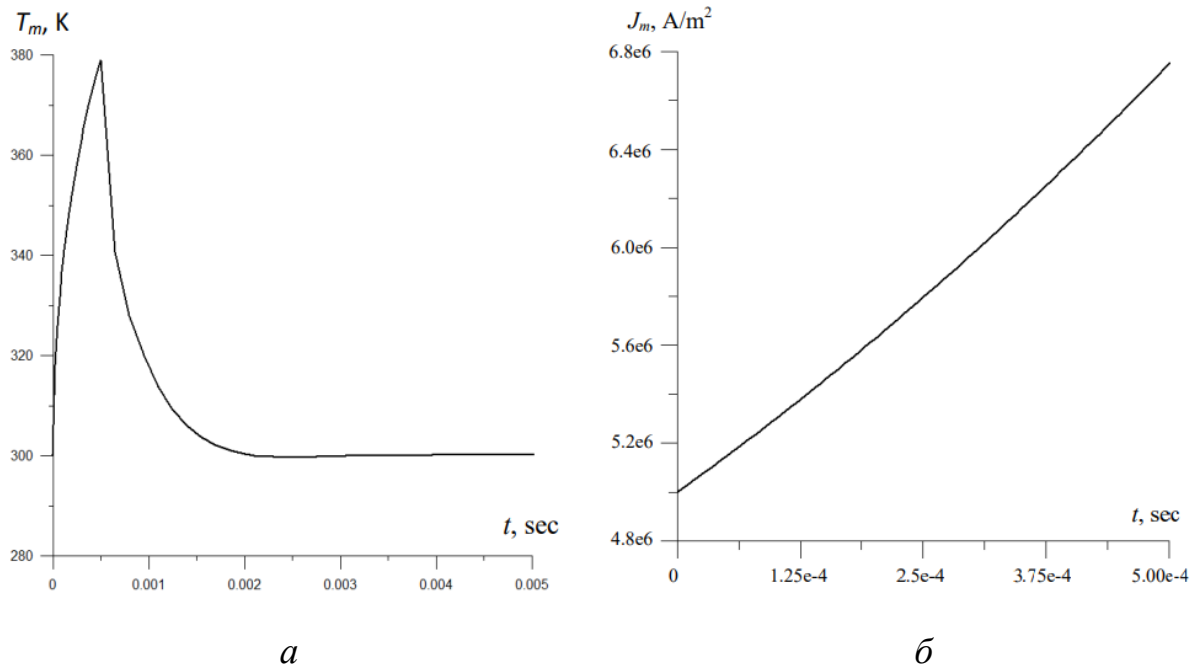 T_m, K
380
360
340
320
300
280
0
0.001
0.002
0.003
0.004
0.005
t, sec
а
J_m, A/m²
6.8e6
6.4e6
6.0e6
5.6e6
5.2e6
4.8e6
0
1.25e-4
2.5e-4
3.75e-4
5.00e-4
t, sec
б